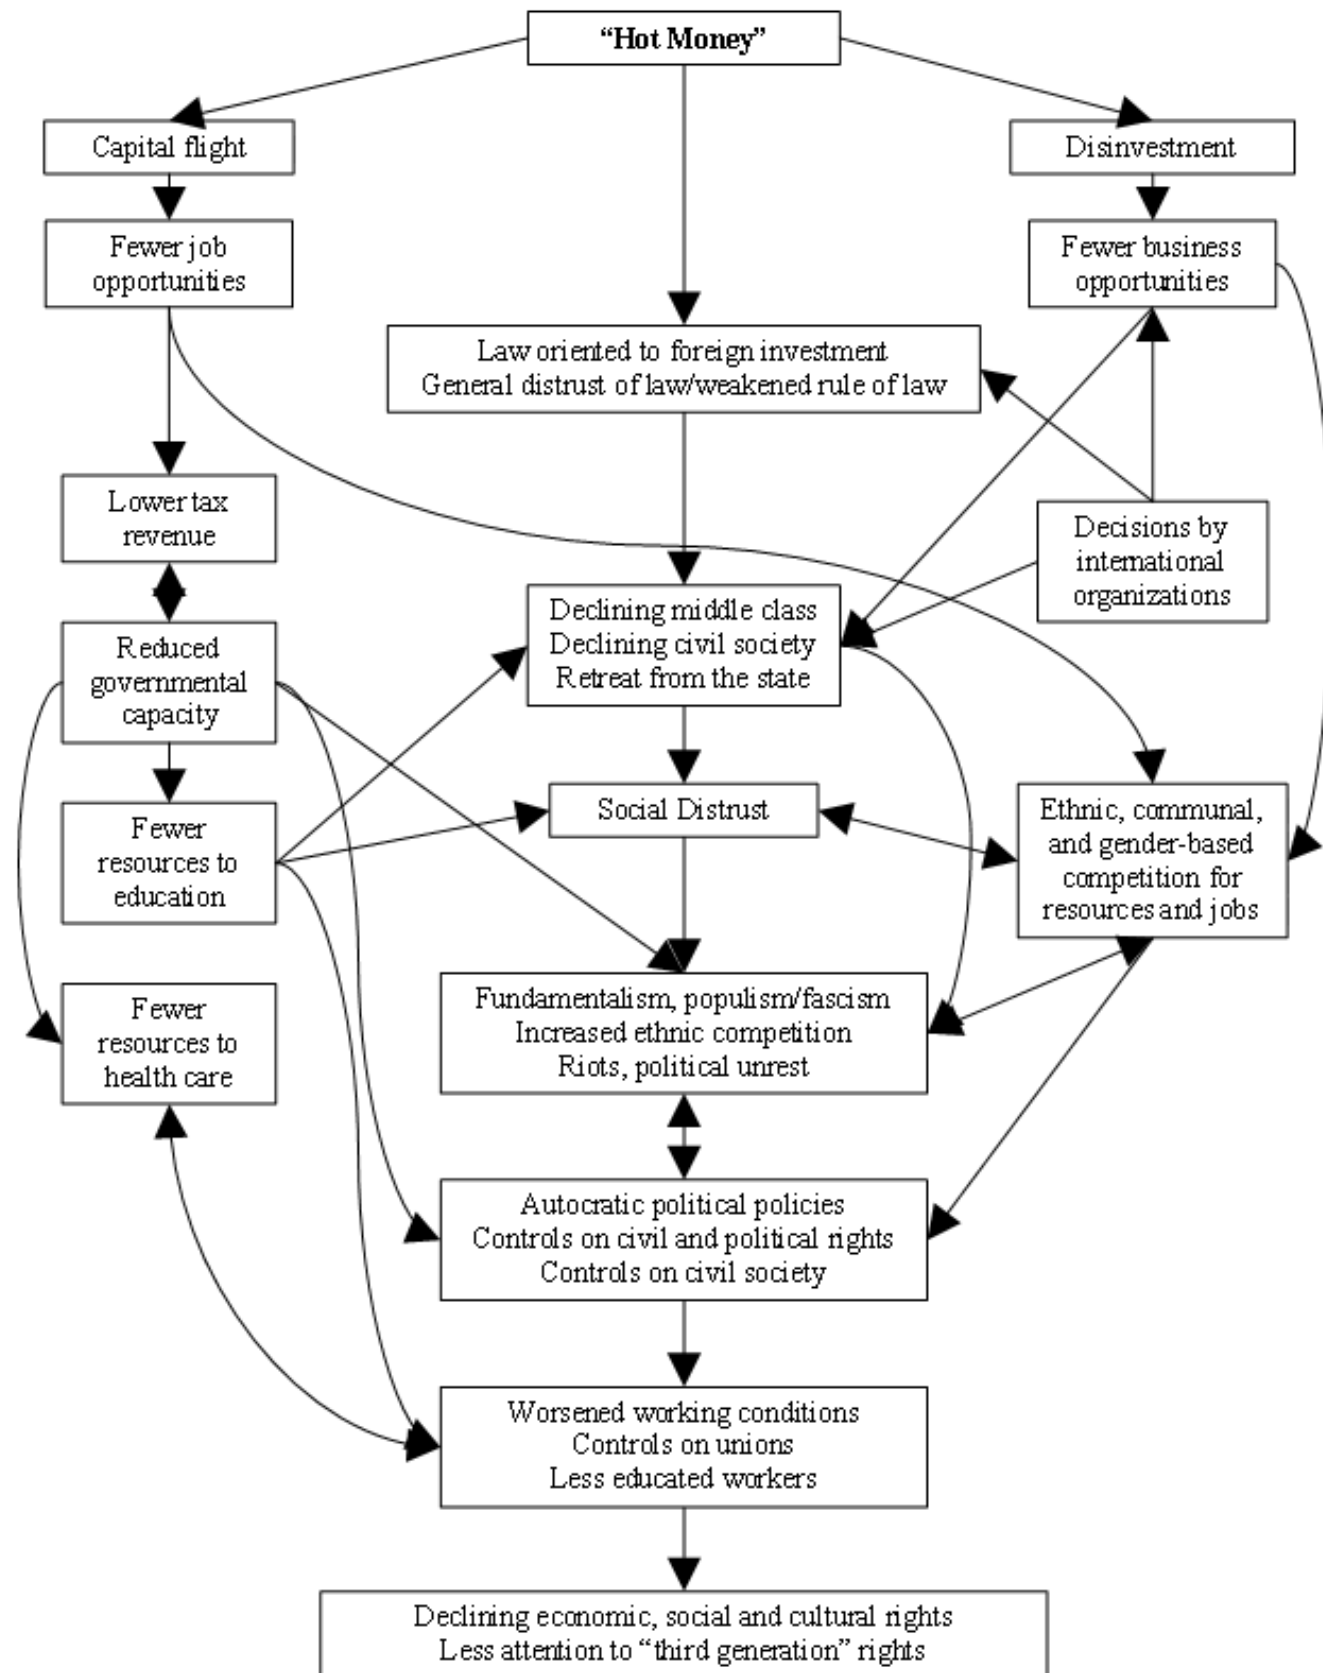 “Hot Money”
Capital flight
Disinvestment
Fewer job
opportunities
Fewer business
opportunities
Law oriented to foreign investment
General distrust of law/weakened rule of law
Lower tax
revenue
Decisions by
international
organizations
Declining middle class
Declining civil society
Retreat from the state
Reduced
governmental
capacity
Social Distrust
Ethnic, communal,
and gender-based
competition for
resources and jobs
Fewer
resources to
education
Fundamentalism, populism/fascism
Increased ethnic competition
Riots, political unrest
Fewer
resources to
health care
Autocratic political policies
Controls on civil and political rights
Controls on civil society
Worsened working conditions
Controls on unions
Less educated workers
Declining economic, social and cultural rights
Less attention to “third generation” rights